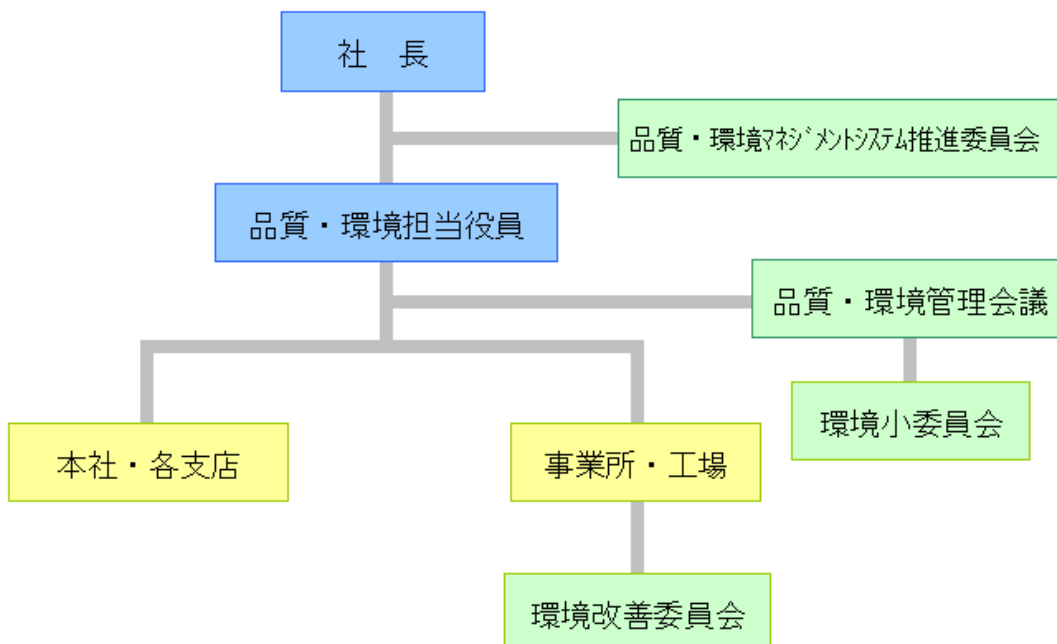 社　長
品質・環境ﾏﾈｼﾞﾒﾝﾄｼｽﾃﾑ推進委員会
品質・環境担当役員
品質・環境管理会議
環境小委員会
本社・各支店
事業所・工場
環境改善委員会